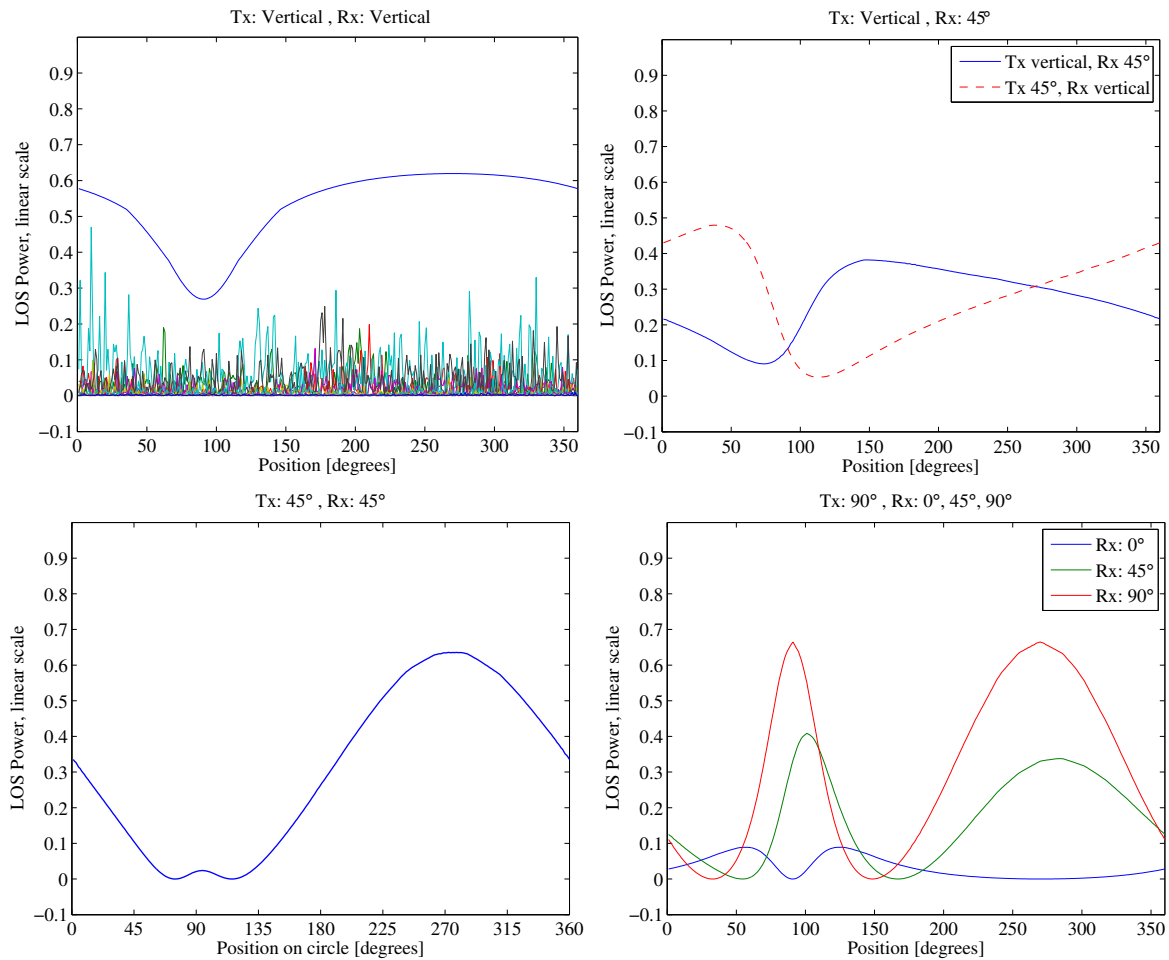 Tx: Vertical , Rx: Vertical
LOS Power, linear scale
0.9
0.8
0.7
0.6
0.5
0.4
0.3
0.2
0.1
0
−0.1
0 50 100 150 200 250 300 350
Position [degrees]
Tx: Vertical , Rx: 45°
Tx vertical, Rx 45°
Tx 45°, Rx vertical
LOS Power, linear scale
0.9
0.8
0.7
0.6
0.5
0.4
0.3
0.2
0.1
0
−0.1
0 50 100 150 200 250 300 350
Position [degrees]
Tx: 45° , Rx: 45°
LOS Power, linear scale
0.9
0.8
0.7
0.6
0.5
0.4
0.3
0.2
0.1
0
−0.1
0 45 90 135 180 225 270 315 360
Position on circle [degrees]
Tx: 90° , Rx: 0°, 45°, 90°
Rx: 0°
Rx: 45°
Rx: 90°
LOS Power, linear scale
0.9
0.8
0.7
0.6
0.5
0.4
0.3
0.2
0.1
0
−0.1
0 50 100 150 200 250 300 350
Position [degrees]